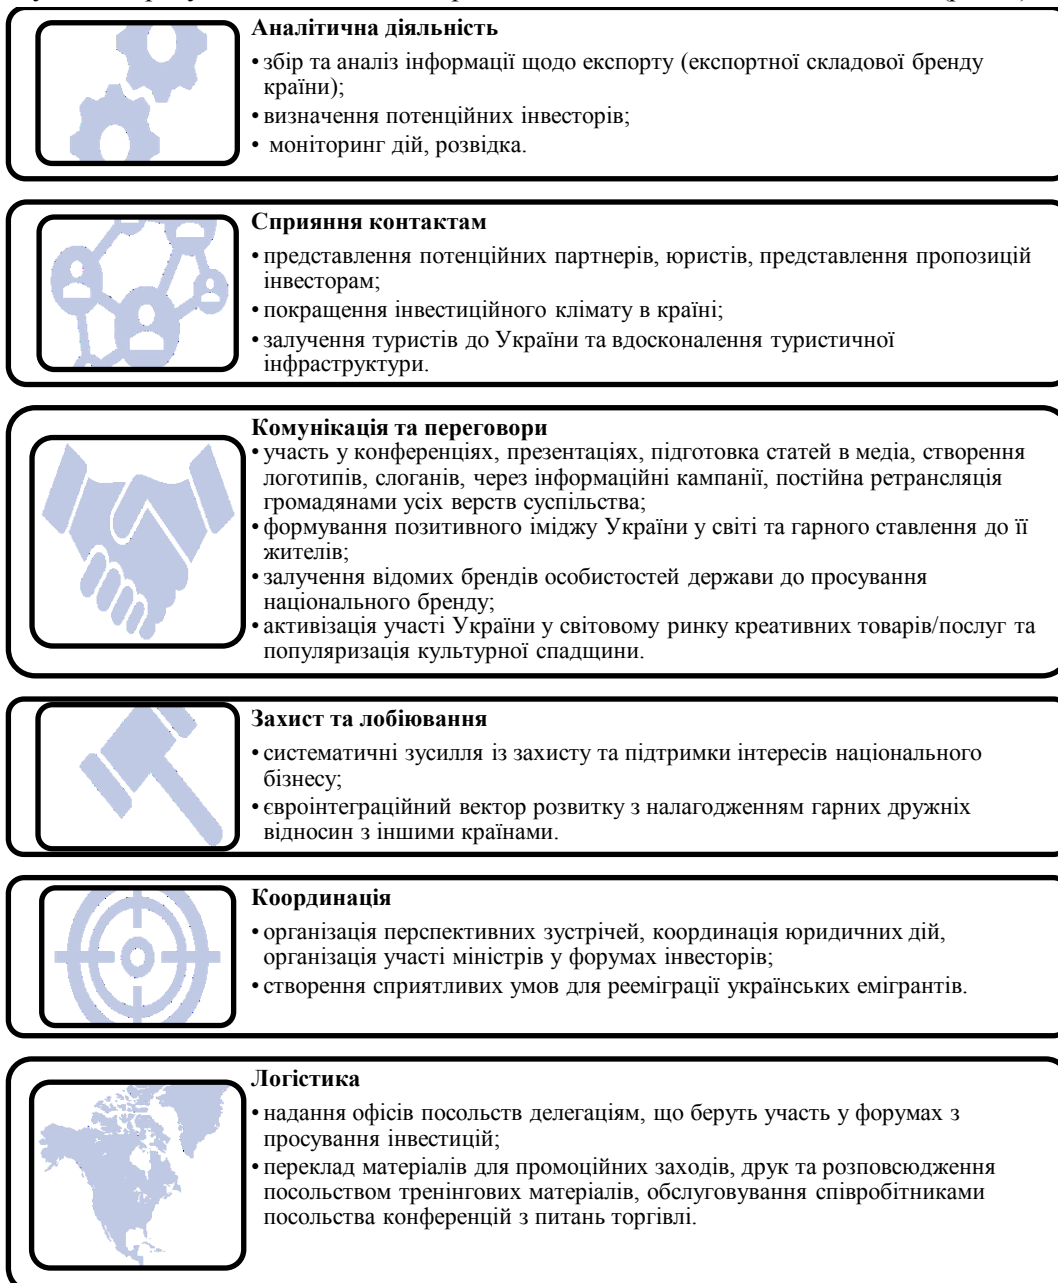 Аналітична діяльність
• збір та аналіз інформації щодо експорту (експортної складової бренду
країни);
• визначення потенційних інвесторів;
• моніторинг дій, розвідка.
Сприяння контактам
• представлення потенційних партнерів, юристів, представлення пропозицій
інвесторам;
• покращення інвестиційного клімату в країні;
• залучення туристів до України та вдосконалення туристичної
інфраструктури.
Комунікація та переговори
• участь у конференціях, презентаціях, підготовка статей в медіа, створення
логотипів, слоганів, через інформаційні кампанії, постійна ретрансляція
громадянами усіх верств суспільства;
• формування позитивного іміджу України у світі та гарного ставлення до її
жителів;
• залучення відомих брендів особистостей держави до просування
національного бренду;
• активізація участі України у світовому ринку креативних товарів/послуг та
популяризація культурної спадщини.
Захист та лобіювання
• систематичні зусилля із захисту та підтримки інтересів національного
бізнесу;
• євроінтеграційний вектор розвитку з налагодженням гарних дружніх
відносин з іншими країнами.
Координація
• організація перспективних зустрічей, координація юридичних дій,
організація участі міністрів у форумах інвесторів;
• створення сприятливих умов для рееміграції українських емігрантів.
Логістика
• надання офісів посольств делегаціям, що беруть участь у форумах з
просування інвестицій;
• переклад матеріалів для промоційних заходів, друк та розповсюдження
посольством тренінгових матеріалів, обслуговування співробітниками
посольства конференцій з питань торгівлі.